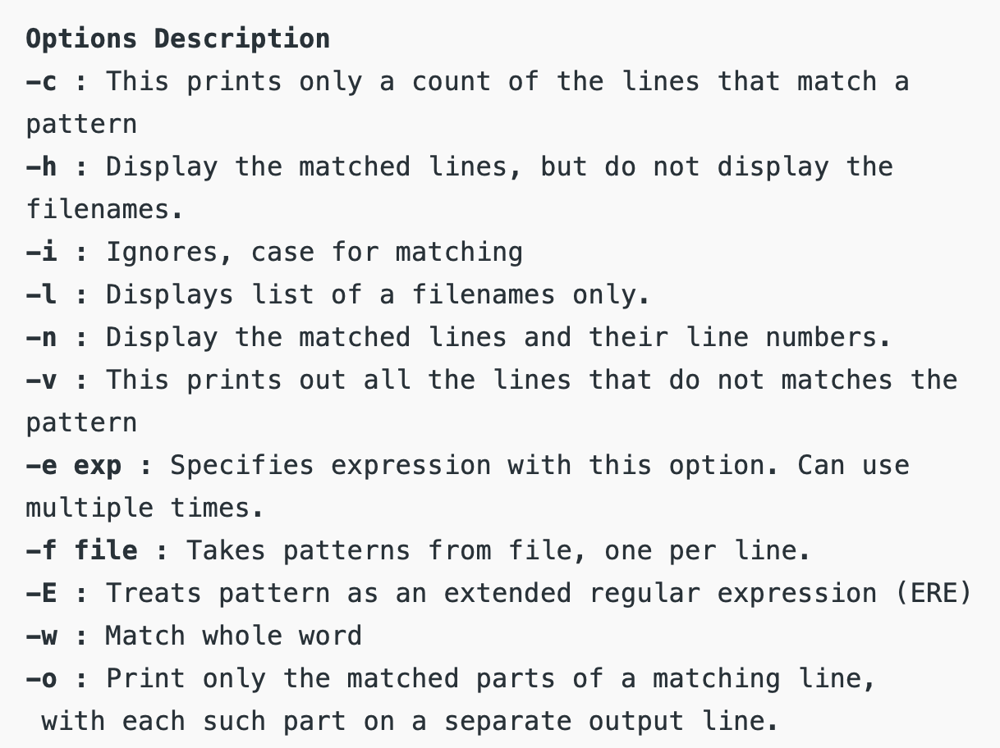 Options Description
-c : This prints only a count of the lines that match a
pattern
-h : Display the matched lines, but do not display the
filenames.
-i : Ignores, case for matching
-l : Displays list of a filenames only.
-n : Display the matched lines and their line numbers.
-v : This prints out all the lines that do not matches the
pattern
-e exp : Specifies expression with this option. Can use
multiple times.
-f file : Takes patterns from file, one per line.
-E : Treats pattern as an extended regular expression (ERE)
-w : Match whole word
-o : Print only the matched parts of a matching line,
 with each such part on a separate output line.